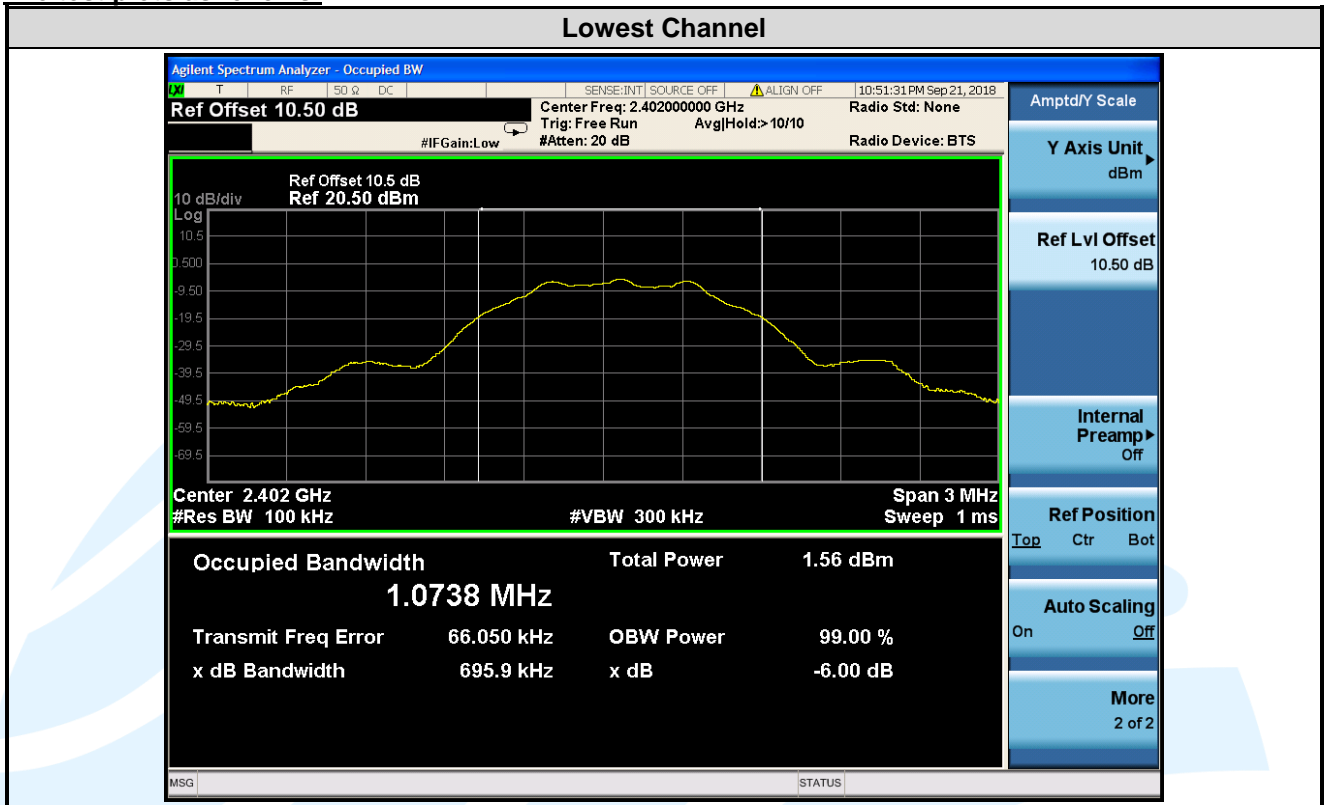 Lowest Channel
Agilent Spectrum Analyzer - Occupied BW
LXI T RF 50 Ω DC SENSE:INT SOURCE OFF ALIGN OFF 10:51:31 PM Sep 21, 2018
Ref Offset 10.50 dB
Center Freq: 2.402000000 GHz Radio Std: None
Trig: Free Run Avg|Hold:> 10/10
#IFGain:Low #Atten: 20 dB Radio Device: BTS
Ref Offset 10.5 dB
10 dB/div Ref 20.50 dBm
Log
10.5
0.500
-9.50
-19.5
-29.5
-39.5
-49.5
-59.5
-69.5
Center 2.402 GHz Span 3 MHz
#Res BW 100 kHz #VBW 300 kHz Sweep 1 ms
Occupied Bandwidth Total Power 1.56 dBm
1.0738 MHz
Transmit Freq Error 66.050 kHz OBW Power 99.00 %
x dB Bandwidth 695.9 kHz x dB -6.00 dB
MSG STATUS
Amptd/Y Scale
Y Axis Unit
dBm
Ref Lvl Offset
10.50 dB
Internal
Preamp
Off
Ref Position
Top Ctr Bot
Auto Scaling
On Off
More
2 of 2